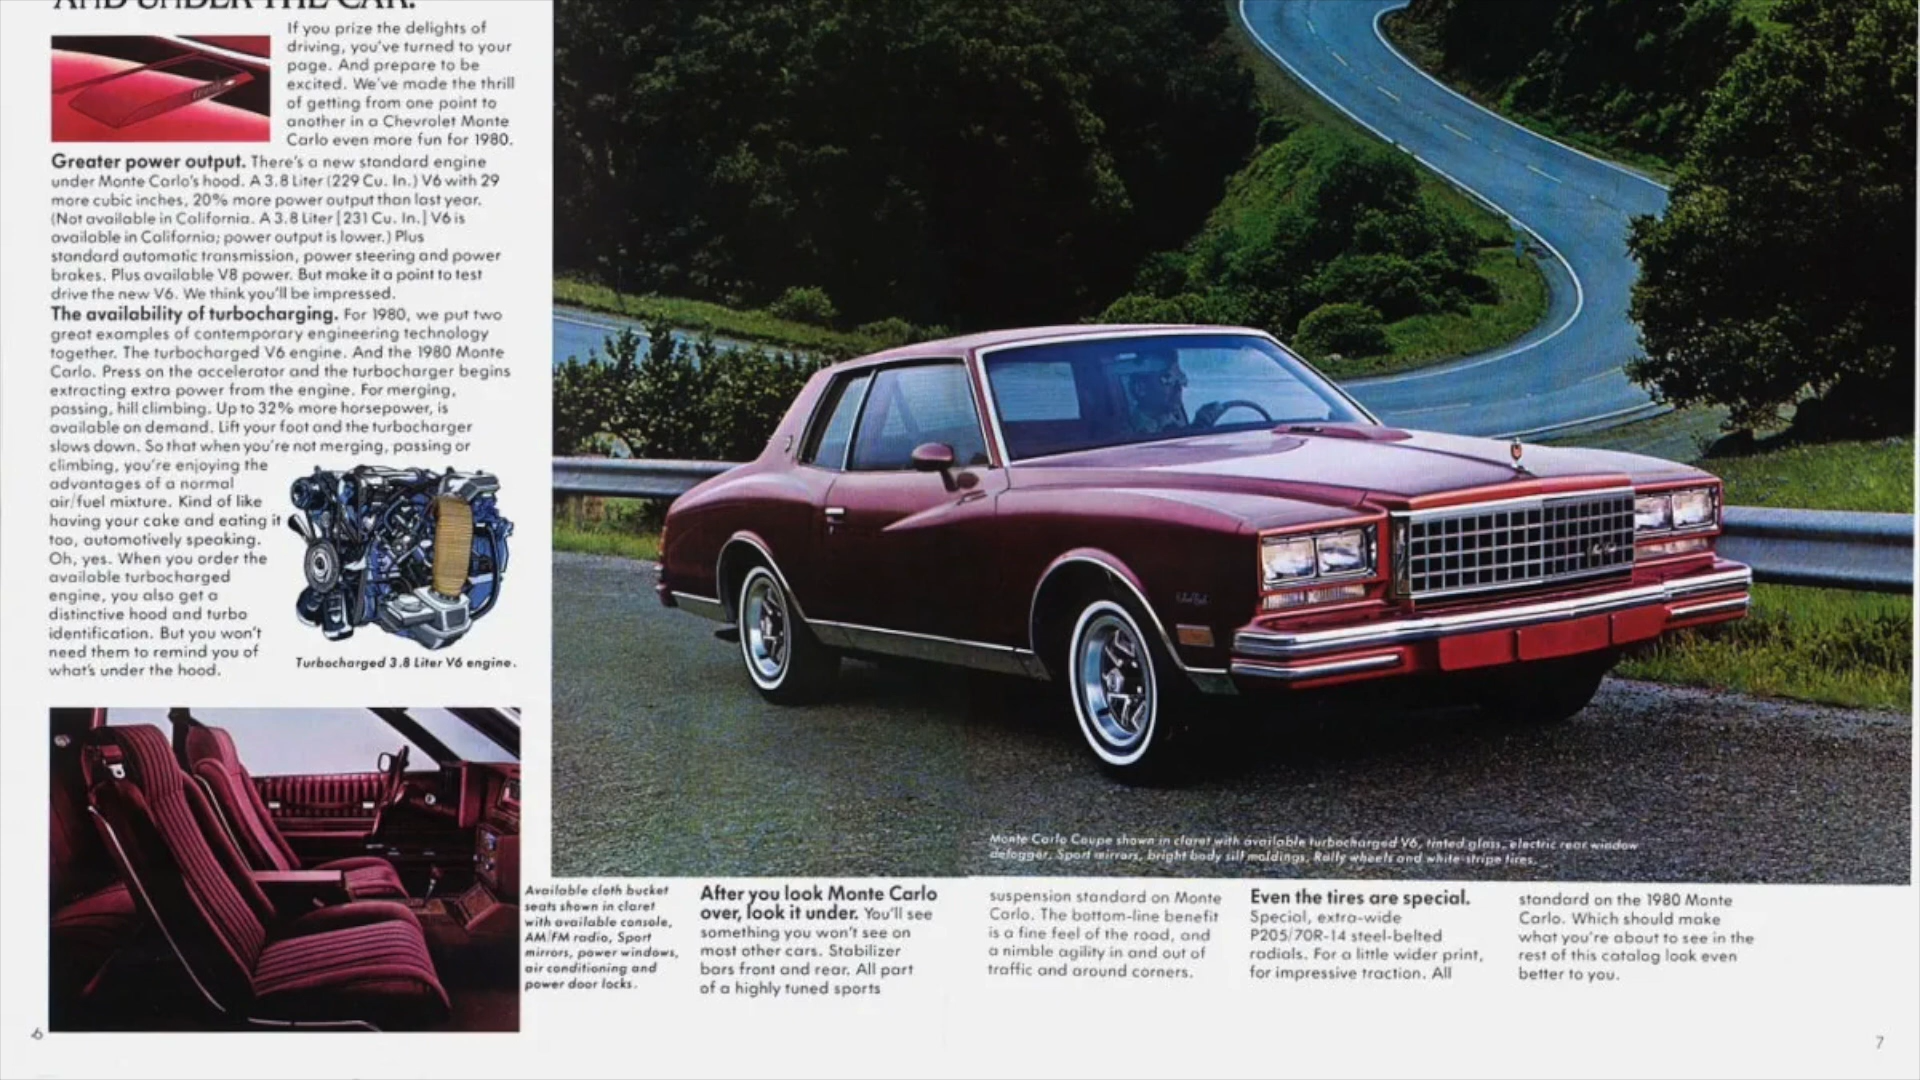 AND UNDER THE CAR.
If you prize the delights of
driving, you've turned to your
page. And prepare to be
excited. We've made the thrill
of getting from one point to
another in a Chevrolet Monte
Carlo even more fun for 1980.
Greater power output. There's a new standard engine
under Monte Carlo's hood. A 3.8 Liter (229 Cu. In.) V6 with 29
more cubic inches, 20% more power output than last year.
(Not available in California. A 3.8 Liter [231 Cu. In.] V6 is
available in California; power output is lower.) Plus
standard automatic transmission, power steering and power
brakes. Plus available V8 power. But make it a point to test
drive the new V6. We think you'll be impressed.
The availability of turbocharging. For 1980, we put two
great examples of contemporary engineering technology
together. The turbocharged V6 engine. And the 1980 Monte
Carlo. Press on the accelerator and the turbocharger begins
extracting extra power from the engine. For merging,
passing, hill climbing. Up to 32% more horsepower, is
available on demand. Lift your foot and the turbocharger
slows down. So that when you're not merging, passing or
climbing, you're enjoying the
advantages of a normal
air/fuel mixture. Kind of like
having your cake and eating it
too, automotively speaking.
Oh, yes. When you order the
available turbocharged
engine, you also get a
distinctive hood and turbo
identification. But you won't
need them to remind you of
what's under the hood.
Turbocharged 3.8 Liter V6 engine.
Monte Carlo Coupe shown in claret with available turbocharged V6, tinted glass, electric rear window
defogger, Sport mirrors, bright body sill moldings, Rally wheels and white-stripe tires.
Available cloth bucket
seats shown in claret
with available console,
AM/FM radio, Sport
mirrors, power windows,
air conditioning and
power door locks.
After you look Monte Carlo
over, look it under. You'll see
something you won't see on
most other cars. Stabilizer
bars front and rear. All part
of a highly tuned sports
suspension standard on Monte
Carlo. The bottom-line benefit
is a fine feel of the road, and
a nimble agility in and out of
traffic and around corners.
Even the tires are special.
Special, extra-wide
P205/70R-14 steel-belted
radials. For a little wider print,
for impressive traction. All
standard on the 1980 Monte
Carlo. Which should make
what you're about to see in the
rest of this catalog look even
better to you.
6
7